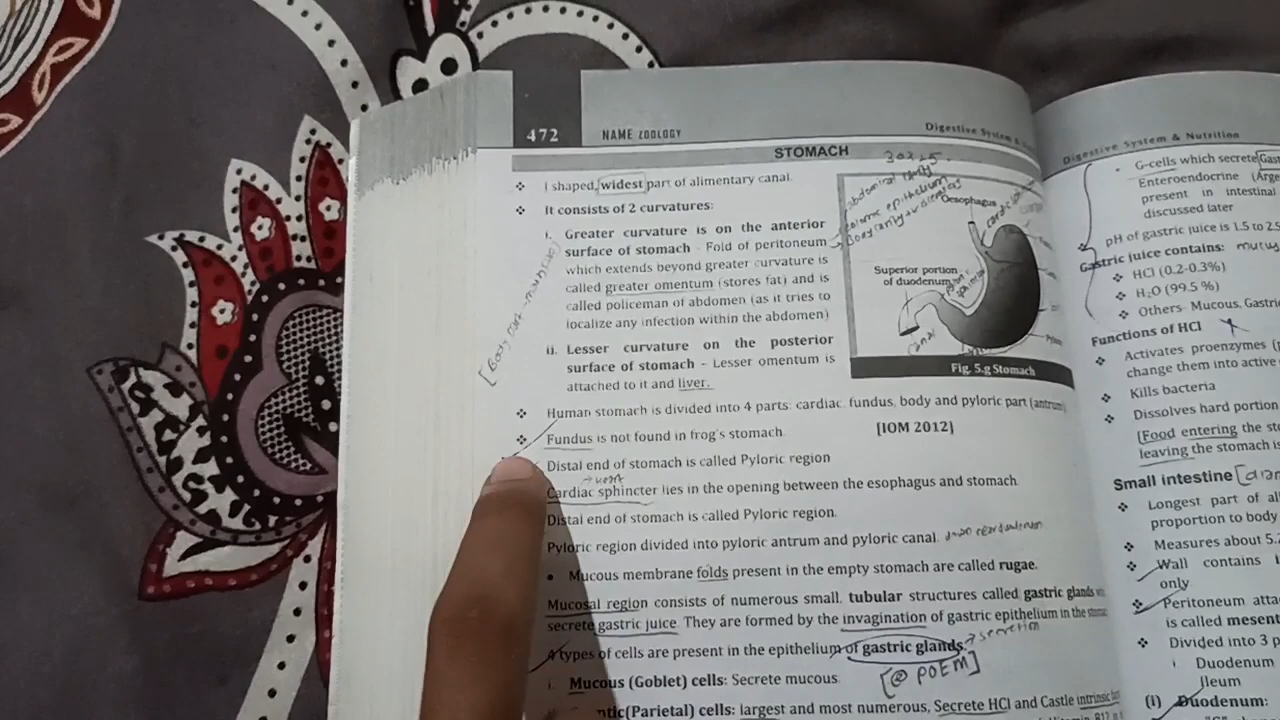 472 NAME ZOOLOGY
Digestive System &
STOMACH
J shaped, widest part of alimentary canal.
It consists of 2 curvatures:
i. Greater curvature is on the anterior
surface of stomach - Fold of peritoneum
which extends beyond greater curvature is
called greater omentum (stores fat) and is
called policeman of abdomen (as it tries to
localize any infection within the abdomen)
ii. Lesser curvature on the posterior
surface of stomach - Lesser omentum is
attached to it and liver.
Oesophagus
Superior portion
of duodenum
Fig. 5.g Stomach
Human stomach is divided into 4 parts: cardiac, fundus, body and pyloric part (antrum)
Fundus is not found in frog's stomach.
[IOM 2012]
Distal end of stomach is called Pyloric region
Cardiac sphincter lies in the opening between the esophagus and stomach.
Distal end of stomach is called Pyloric region.
Pyloric region divided into pyloric antrum and pyloric canal.
• Mucous membrane folds present in the empty stomach are called rugae.
Mucosal region consists of numerous small, tubular structures called gastric glands
secrete gastric juice. They are formed by the invagination of gastric epithelium in the
4 types of cells are present in the epithelium of gastric glands. → secretion
[@ POEM]
i. Mucous (Goblet) cells: Secrete mucous.
ntic(Parietal) cells: largest and most numerous, Secrete HCl and Castle intrinsic
Digestive System & Nutrition
G-cells which secrete Gast
Enteroendocrine (Arge
present in intestinal
discussed later
pH of gastric juice is 1.5 to 2.5
Gastric juice contains:
HCl (0.2-0.3%)
H₂O (99.5 %)
Others- Mucous, Gastri
Functions of HCl
Activates proenzymes (p
change them into active
Kills bacteria
Dissolves hard portion
[Food entering the sto
leaving the stomach is
Small intestine
Longest part of al
proportion to body
Measures about 5.2
Wall contains
only
Peritoneum atta
is called mesent
Divided into 3 p
i Duodenum
Ileum
(i) Duodenum: